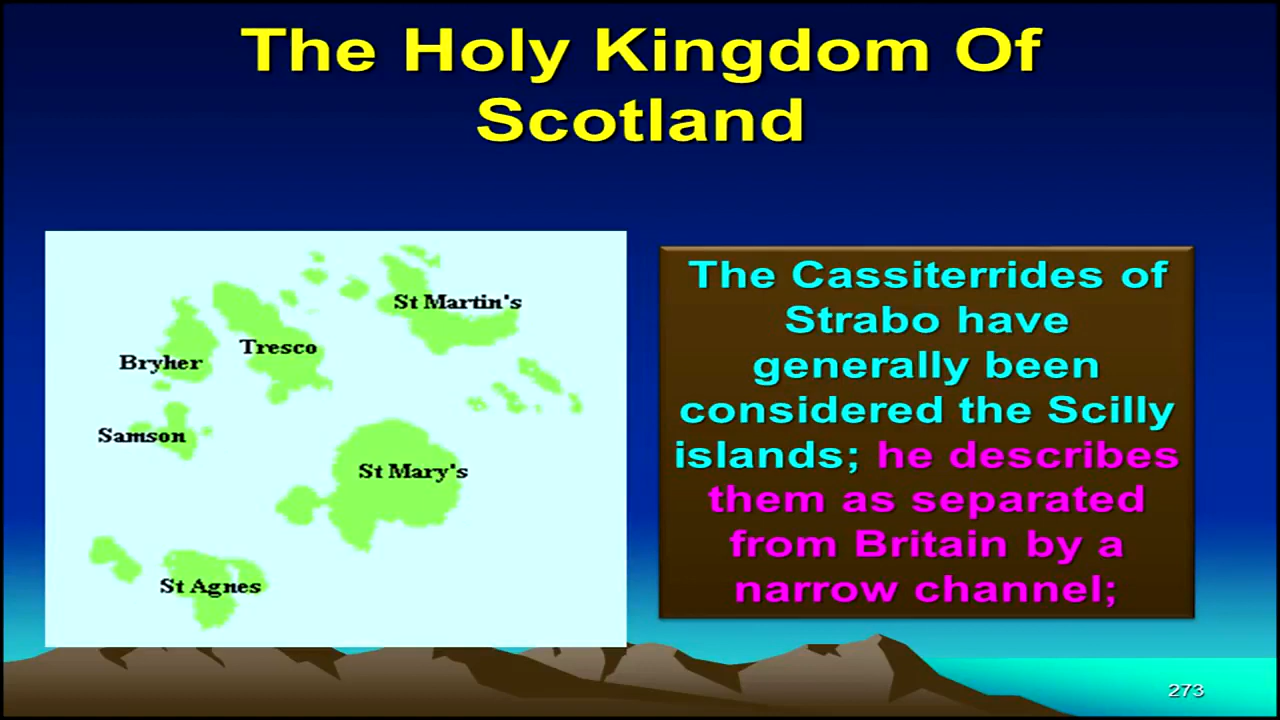 The Holy Kingdom Of
Scotland
St Martin's
Tresco
Bryher
Samson
St Mary's
St Agnes
The Cassiterrides of
Strabo have
generally been
considered the Scilly
islands; he describes
them as separated
from Britain by a
narrow channel;
273